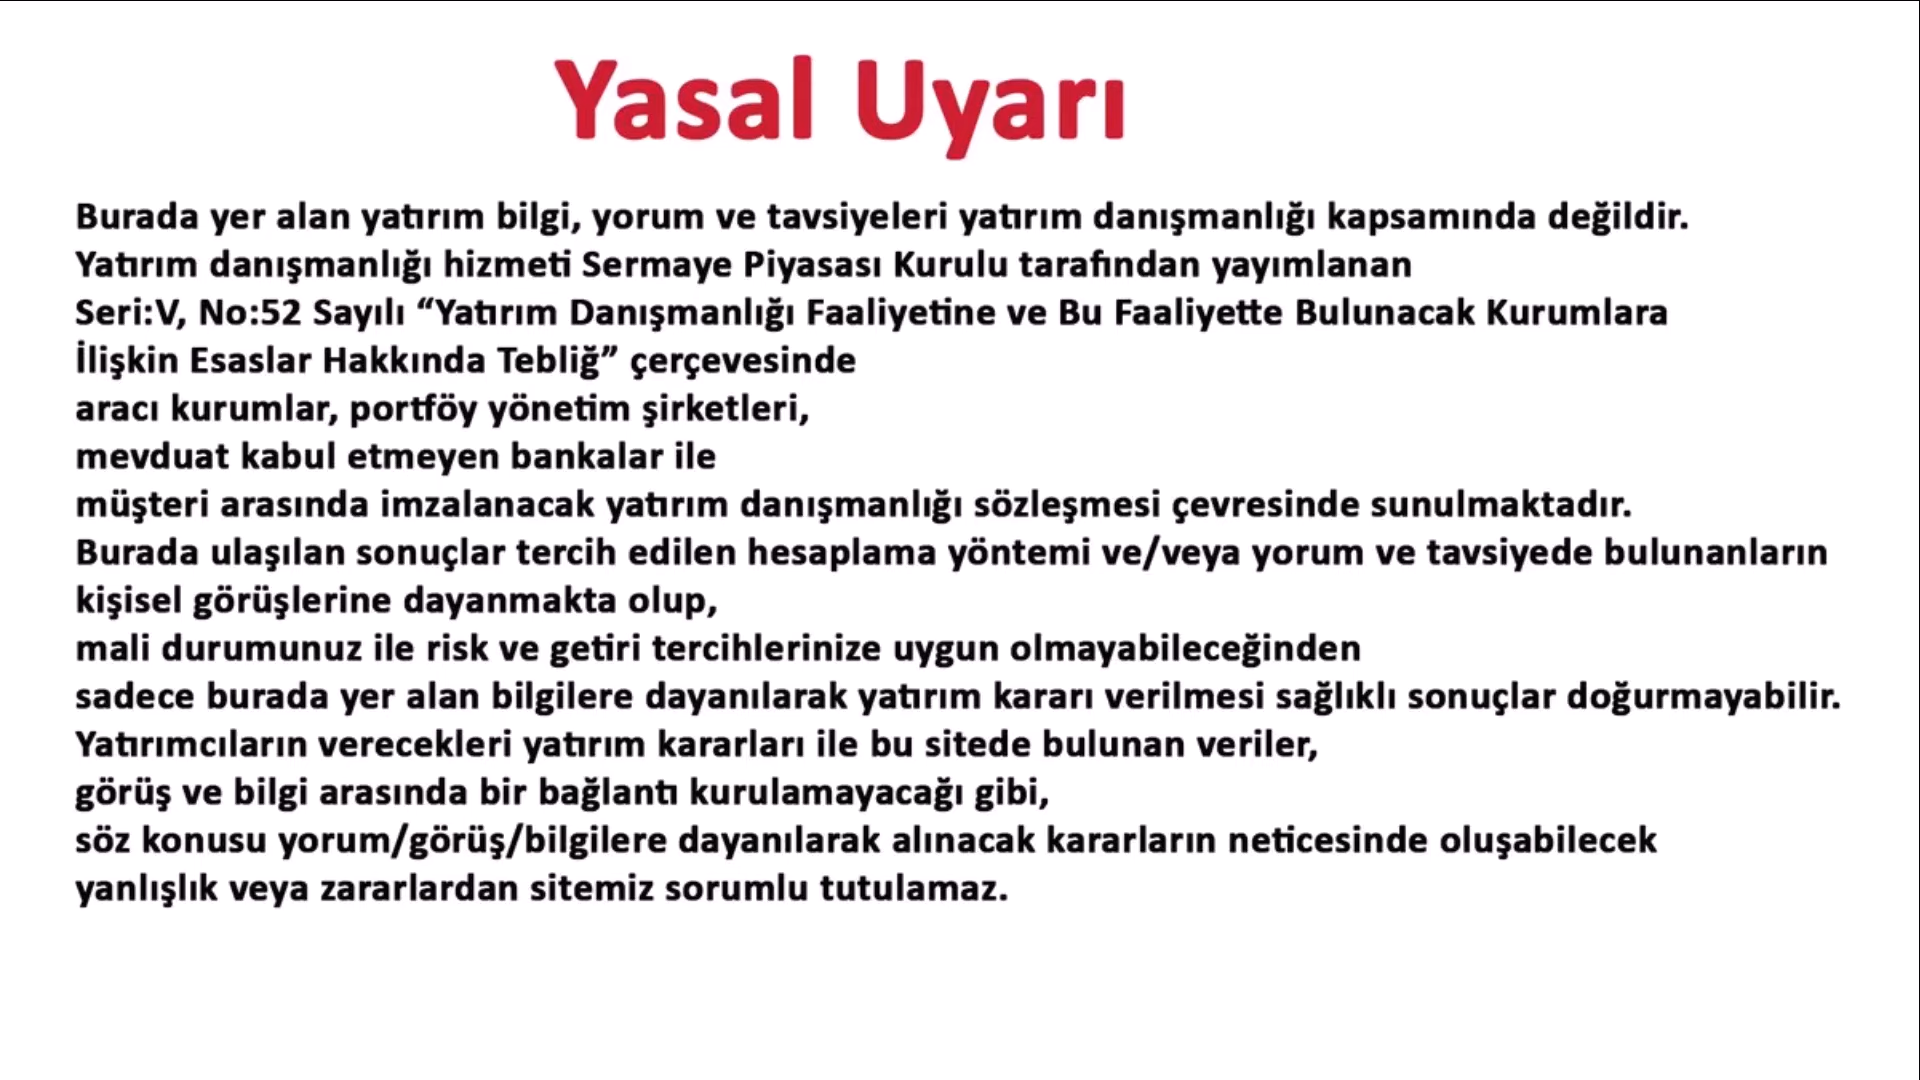 Yasal Uyarı
Burada yer alan yatırım bilgi, yorum ve tavsiyeleri yatırım danışmanlığı kapsamında değildir.
Yatırım danışmanlığı hizmeti Sermaye Piyasası Kurulu tarafından yayımlanan
Seri:V, No:52 Sayılı “Yatırım Danışmanlığı Faaliyetine ve Bu Faaliyette Bulunacak Kurumlara
İlişkin Esaslar Hakkında Tebliğ” çerçevesinde
aracı kurumlar, portföy yönetim şirketleri,
mevduat kabul etmeyen bankalar ile
müşteri arasında imzalanacak yatırım danışmanlığı sözleşmesi çevresinde sunulmaktadır.
Burada ulaşılan sonuçlar tercih edilen hesaplama yöntemi ve/veya yorum ve tavsiyede bulunanların
kişisel görüşlerine dayanmakta olup,
mali durumunuz ile risk ve getiri tercihlerinize uygun olmayabileceğinden
sadece burada yer alan bilgilere dayanılarak yatırım kararı verilmesi sağlıklı sonuçlar doğurmayabilir.
Yatırımcıların verecekleri yatırım kararları ile bu sitede bulunan veriler,
görüş ve bilgi arasında bir bağlantı kurulamayacağı gibi,
söz konusu yorum/görüş/bilgilere dayanılarak alınacak kararların neticesinde oluşabilecek
yanlışlık veya zararlardan sitemiz sorumlu tutulamaz.